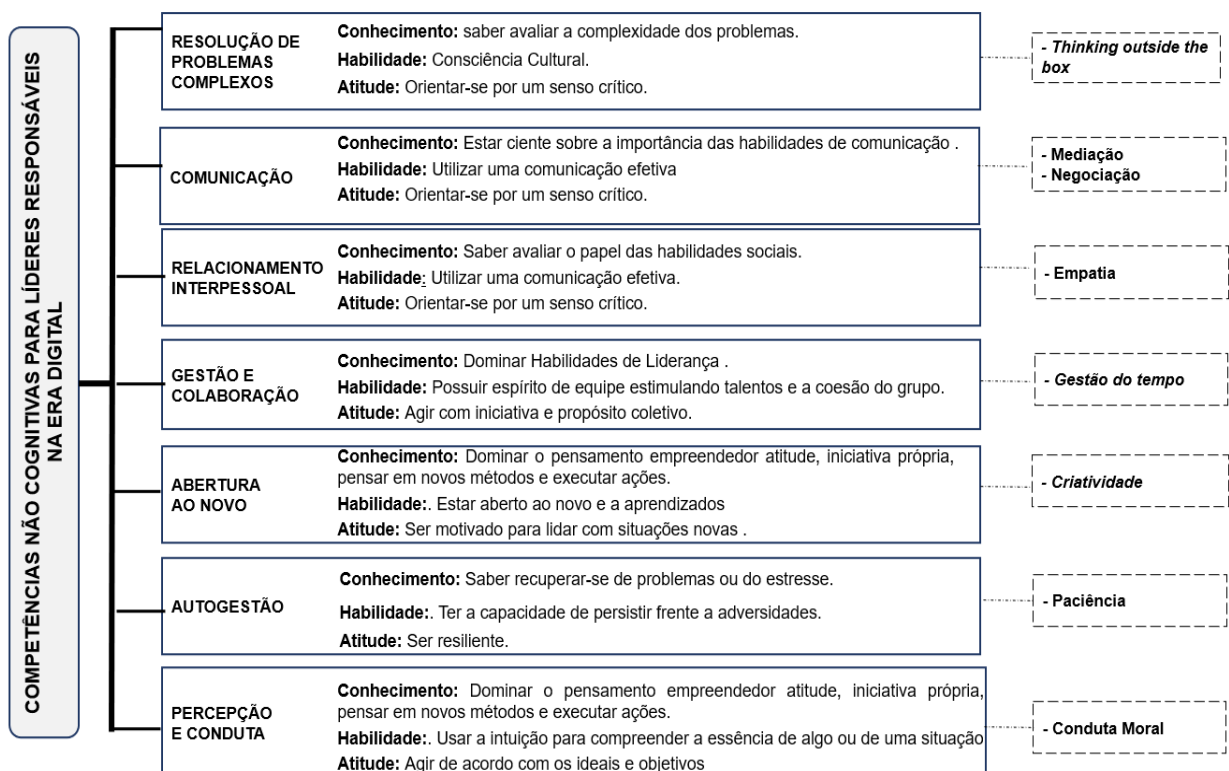 COMPETÊNCIAS NÃO COGNITIVAS PARA LÍDERES RESPONSÁVEIS
NA ERA DIGITAL
RESOLUÇÃO DE
PROBLEMAS
COMPLEXOS
Conhecimento: saber avaliar a complexidade dos problemas.
Habilidade: Consciência Cultural.
Atitude: Orientar-se por um senso crítico.
- Thinking outside the
box
COMUNICAÇÃO
Conhecimento: Estar ciente sobre a importância das habilidades de comunicação .
Habilidade: Utilizar uma comunicação efetiva
Atitude: Orientar-se por um senso crítico.
- Mediação
- Negociação
RELACIONAMENTO
INTERPESSOAL
Conhecimento: Saber avaliar o papel das habilidades sociais.
Habilidade: Utilizar uma comunicação efetiva.
Atitude: Orientar-se por um senso crítico.
- Empatia
GESTÃO E
COLABORAÇÃO
Conhecimento: Dominar Habilidades de Liderança .
Habilidade: Possuir espírito de equipe estimulando talentos e a coesão do grupo.
Atitude: Agir com iniciativa e propósito coletivo.
- Gestão do tempo
ABERTURA
AO NOVO
Conhecimento: Dominar o pensamento empreendedor atitude, iniciativa própria,
pensar em novos métodos e executar ações.
Habilidade:. Estar aberto ao novo e a aprendizados
Atitude: Ser motivado para lidar com situações novas .
- Criatividade
AUTOGESTÃO
Conhecimento: Saber recuperar-se de problemas ou do estresse.
Habilidade:. Ter a capacidade de persistir frente a adversidades.
Atitude: Ser resiliente.
- Paciência
PERCEPÇÃO
E CONDUTA
Conhecimento: Dominar o pensamento empreendedor atitude, iniciativa própria,
pensar em novos métodos e executar ações.
Habilidade:. Usar a intuição para compreender a essência de algo ou de uma situação
Atitude: Agir de acordo com os ideais e objetivos
- Conduta Moral